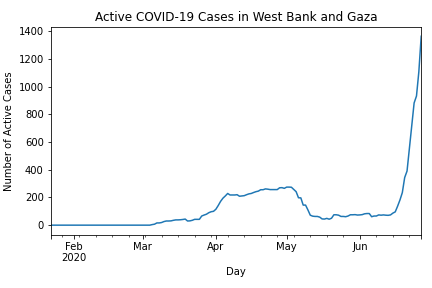 Active COVID-19 Cases in West Bank and Gaza
1400
1200
1000
800
600
400
200
0
Number of Active Cases
Feb
2020
Mar
Apr
May
Jun
Day